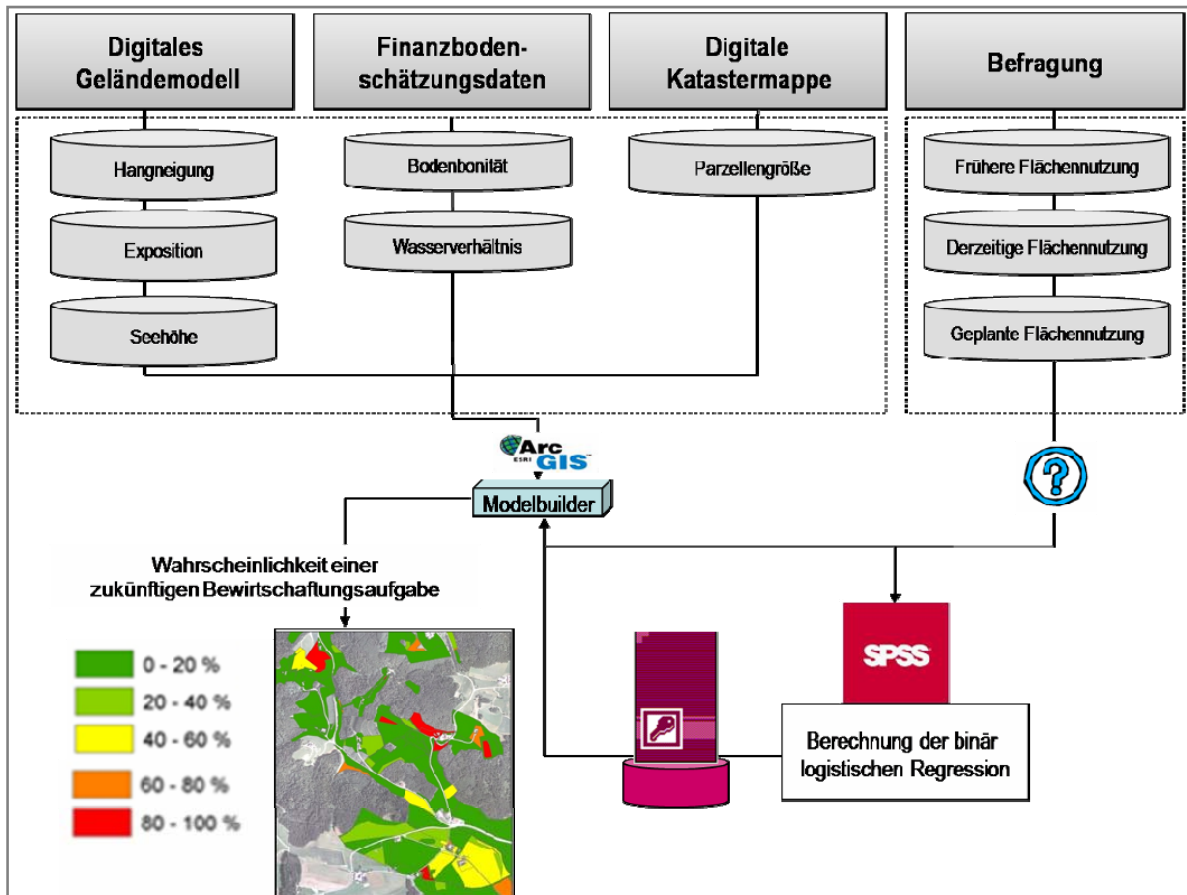 Digitales
Geländemodell
Finanzboden-
schätzungsdaten
Digitale
Katastermappe
Befragung
Hangneigung
Bodenbonität
Parzellengröße
Frühere Flächennutzung
Exposition
Wasserverhältnis
Derzeitige Flächennutzung
Seehöhe
Geplante Flächennutzung
Arc
ESRI GIS™
?
Modelbuilder
Wahrscheinlichkeit einer
zukünftigen Bewirtschaftungsaufgabe
0 - 20 %
20 - 40 %
40 - 60 %
60 - 80 %
80 - 100 %
SPSS
Berechnung der binär
logistischen Regression